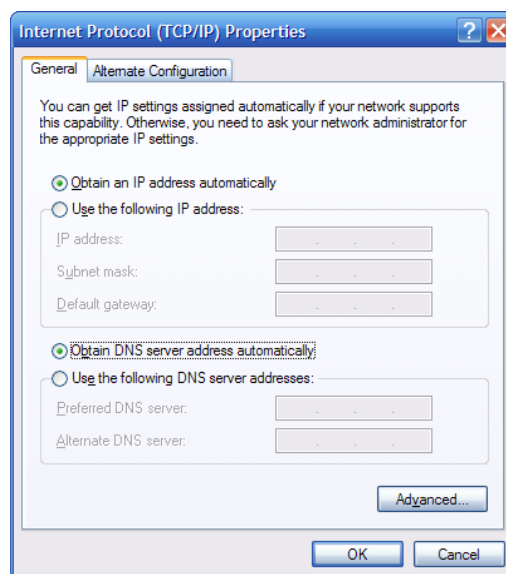 Internet Protocol (TCP/IP) Properties
General
Alternate Configuration
You can get IP settings assigned automatically if your network supports
this capability. Otherwise, you need to ask your network administrator for
the appropriate IP settings.
Obtain an IP address automatically
Use the following IP address:
IP address:
Subnet mask:
Default gateway:
Obtain DNS server address automatically
Use the following DNS server addresses:
Preferred DNS server:
Alternate DNS server:
Advanced...
OK
Cancel